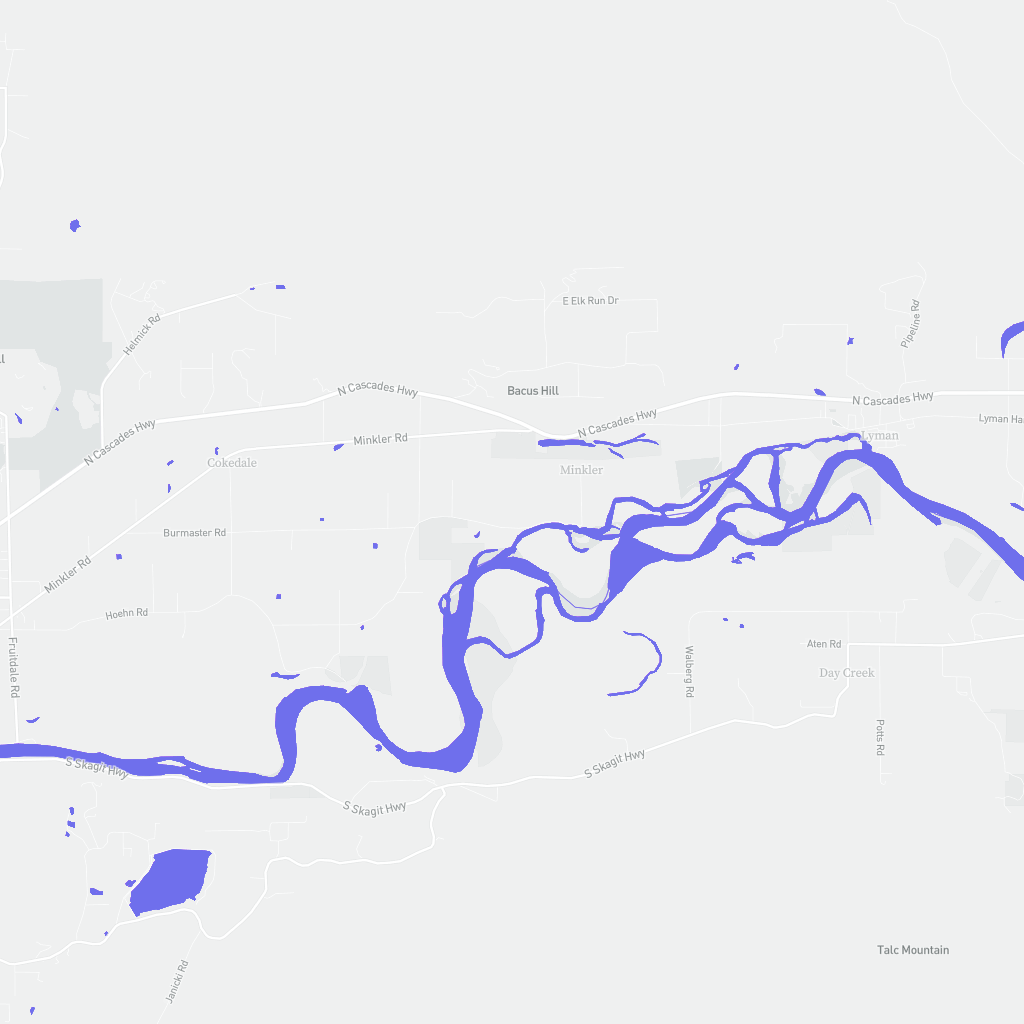 E Elk Run Dr
Pipeline Rd
Helmick Rd
ll
N Cascades Hwy
Bacus Hill
N Cascades Hwy
Lyman Ha
N Cascades Hwy
N Cascades Hwy
Minkler Rd
Lyman
Cokedale
Minkler
Burmaster Rd
Minkler Rd
Hoehn Rd
Fruitdale Rd
Aten Rd
Walberg Rd
Day Creek
Potts Rd
S Skagit Hwy
S Skagit Hwy
S Skagit Hwy
Talc Mountain
Janicki Rd